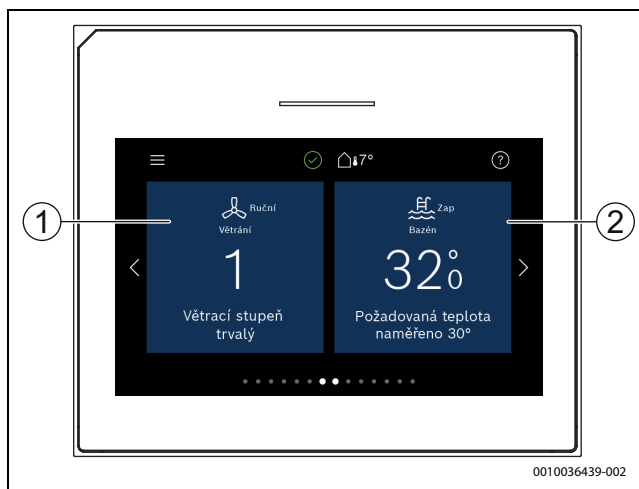 7°
?
1
Ruční
Větrání
1
Větrací stupeň
trvalý
Zap
Bazén
32°0
Požadovaná teplota
naměřeno 30°
2
0010036439-002